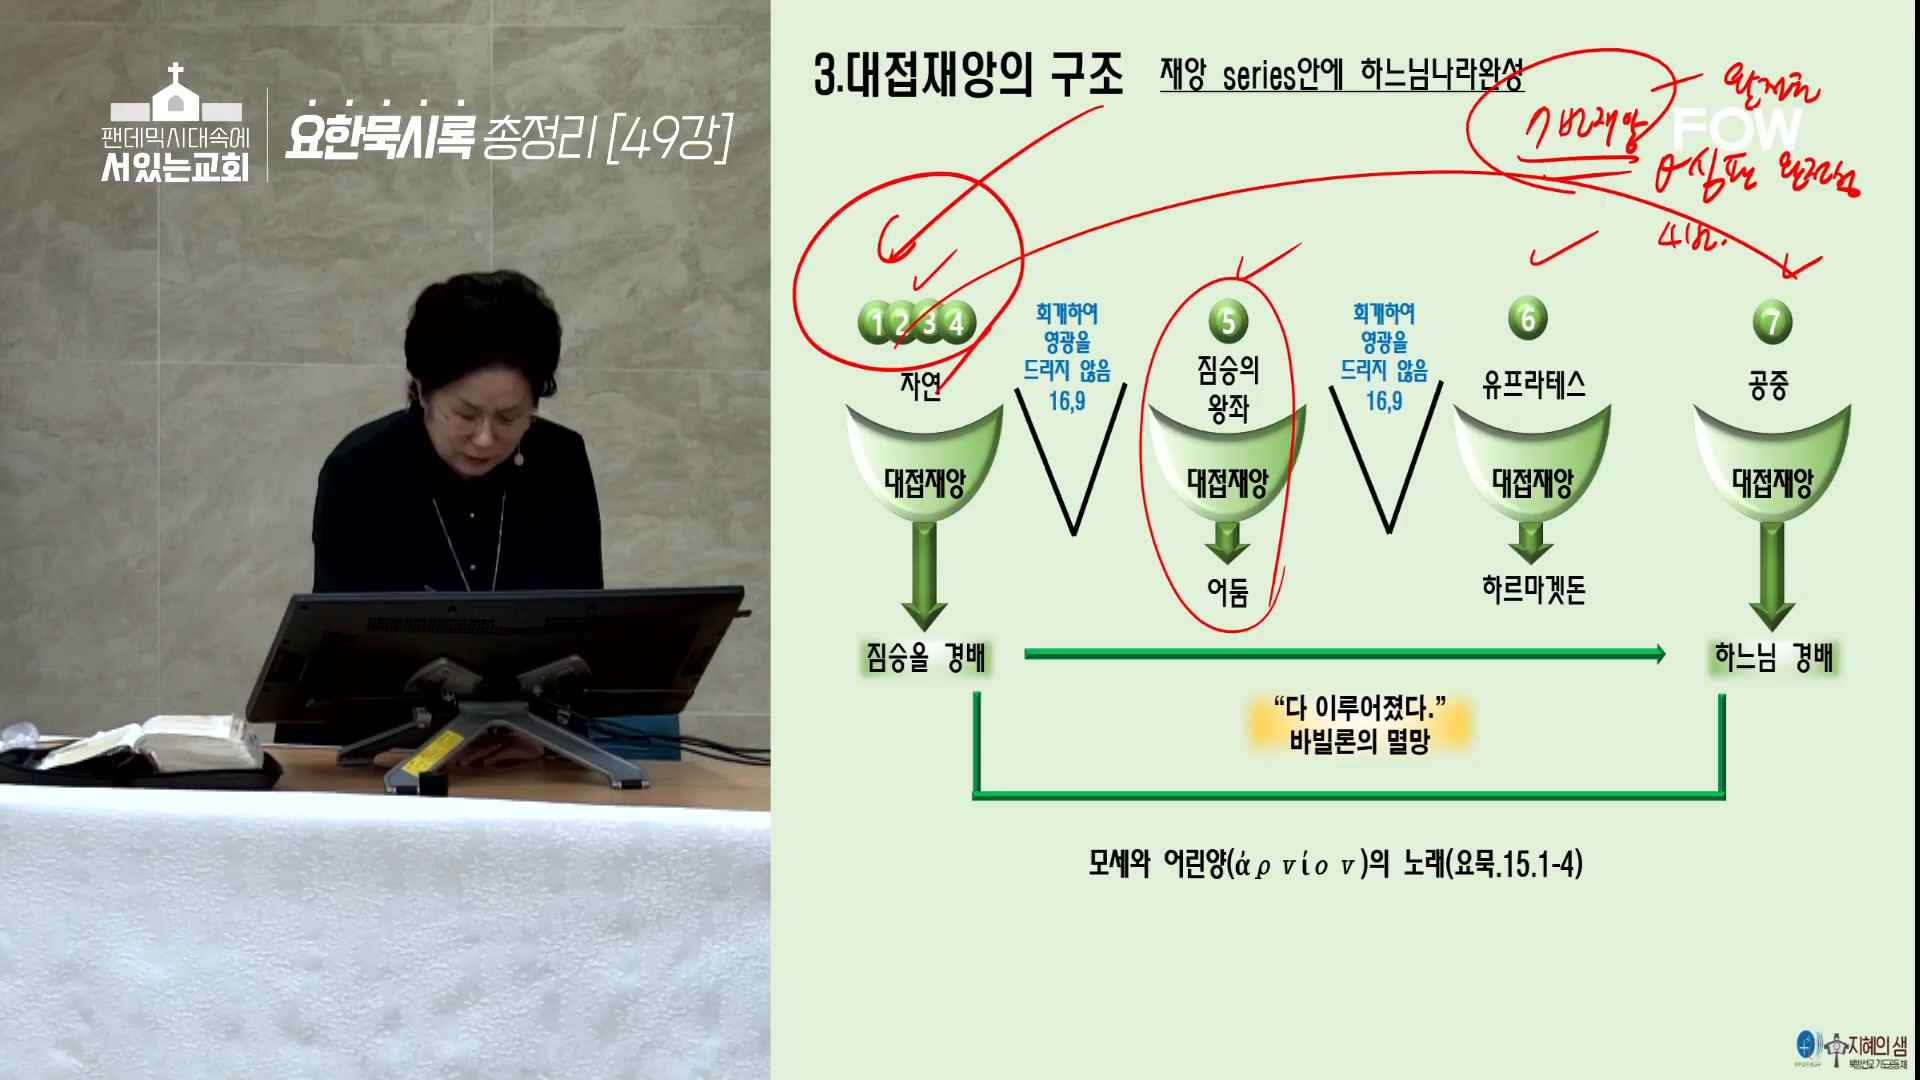 팬데믹시대속에
서있는교회
요한묵시록 총정리 [49강]
3.대접재앙의 구조 재앙 series안에 하느님나라완성
7번재앙
FOW
심판
1 2 3 4
5
6
7
회개하여
영광을
드리지 않음
16,9
회개하여
영광을
드리지 않음
16,9
자연
짐승의
왕좌
유프라테스
공중
대접재앙
대접재앙
대접재앙
대접재앙
어둠
하르마겟돈
짐승을 경배
하느님 경배
“다 이루어졌다.”
바빌론의 멸망
모세와 어린양(ἀρνίον)의 노래(요묵.15.1-4)
지혜의 샘